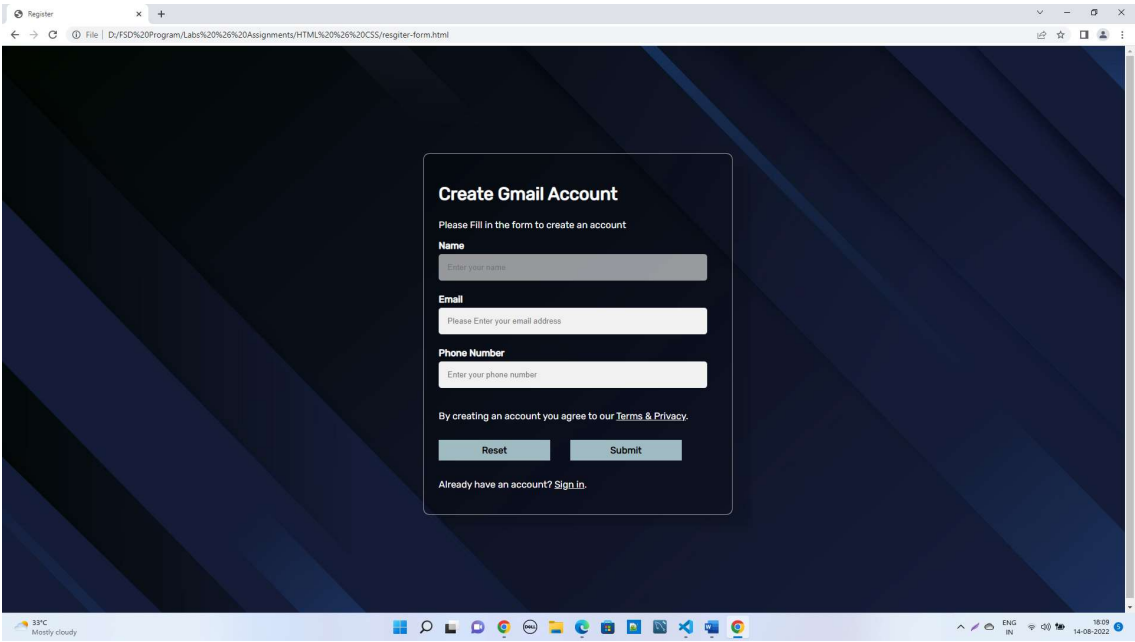 Register
File
D:/FSD%20Program/Labs%20%26%20Assignments/HTML%20%26%20CSS/resgiter-form.html
Create Gmail Account
Please Fill in the form to create an account
Name
Enter your name
Email
Please Enter your email address
Phone Number
Enter your phone number
By creating an account you agree to our Terms & Privacy.
Reset Submit
Already have an account? Sign in.
33°C
Mostly cloudy
DELL
W
ENG
IN
18:09
14-08-2022
5